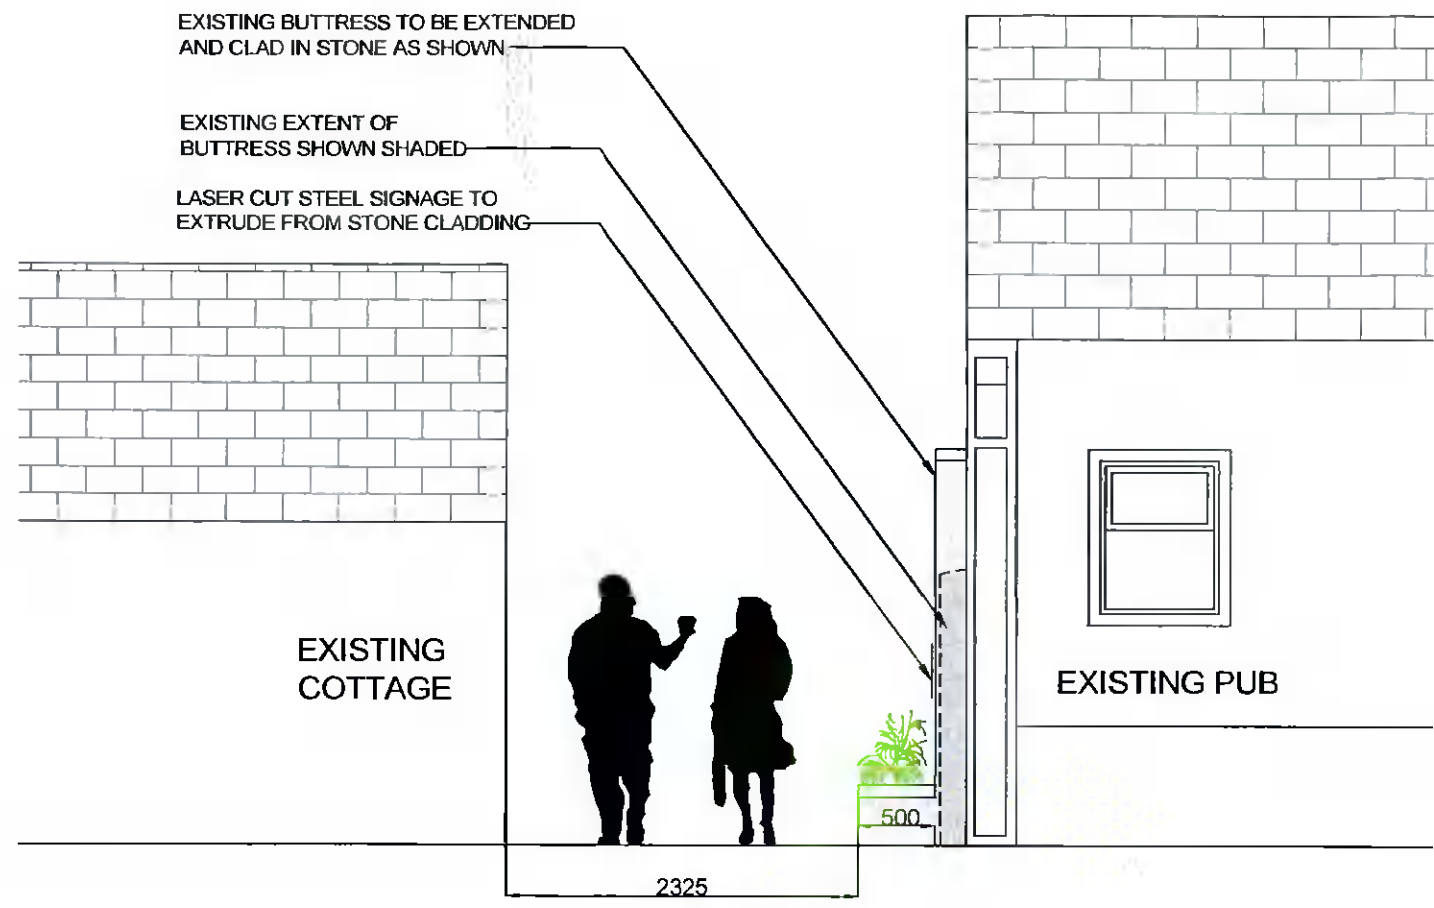 EXISTING BUTTRESS TO BE EXTENDED
AND CLAD IN STONE AS SHOWN
EXISTING EXTENT OF
BUTTRESS SHOWN SHADED
LASER CUT STEEL SIGNAGE TO
EXTRUDE FROM STONE CLADDING
EXISTING
COTTAGE
EXISTING PUB
500
2325